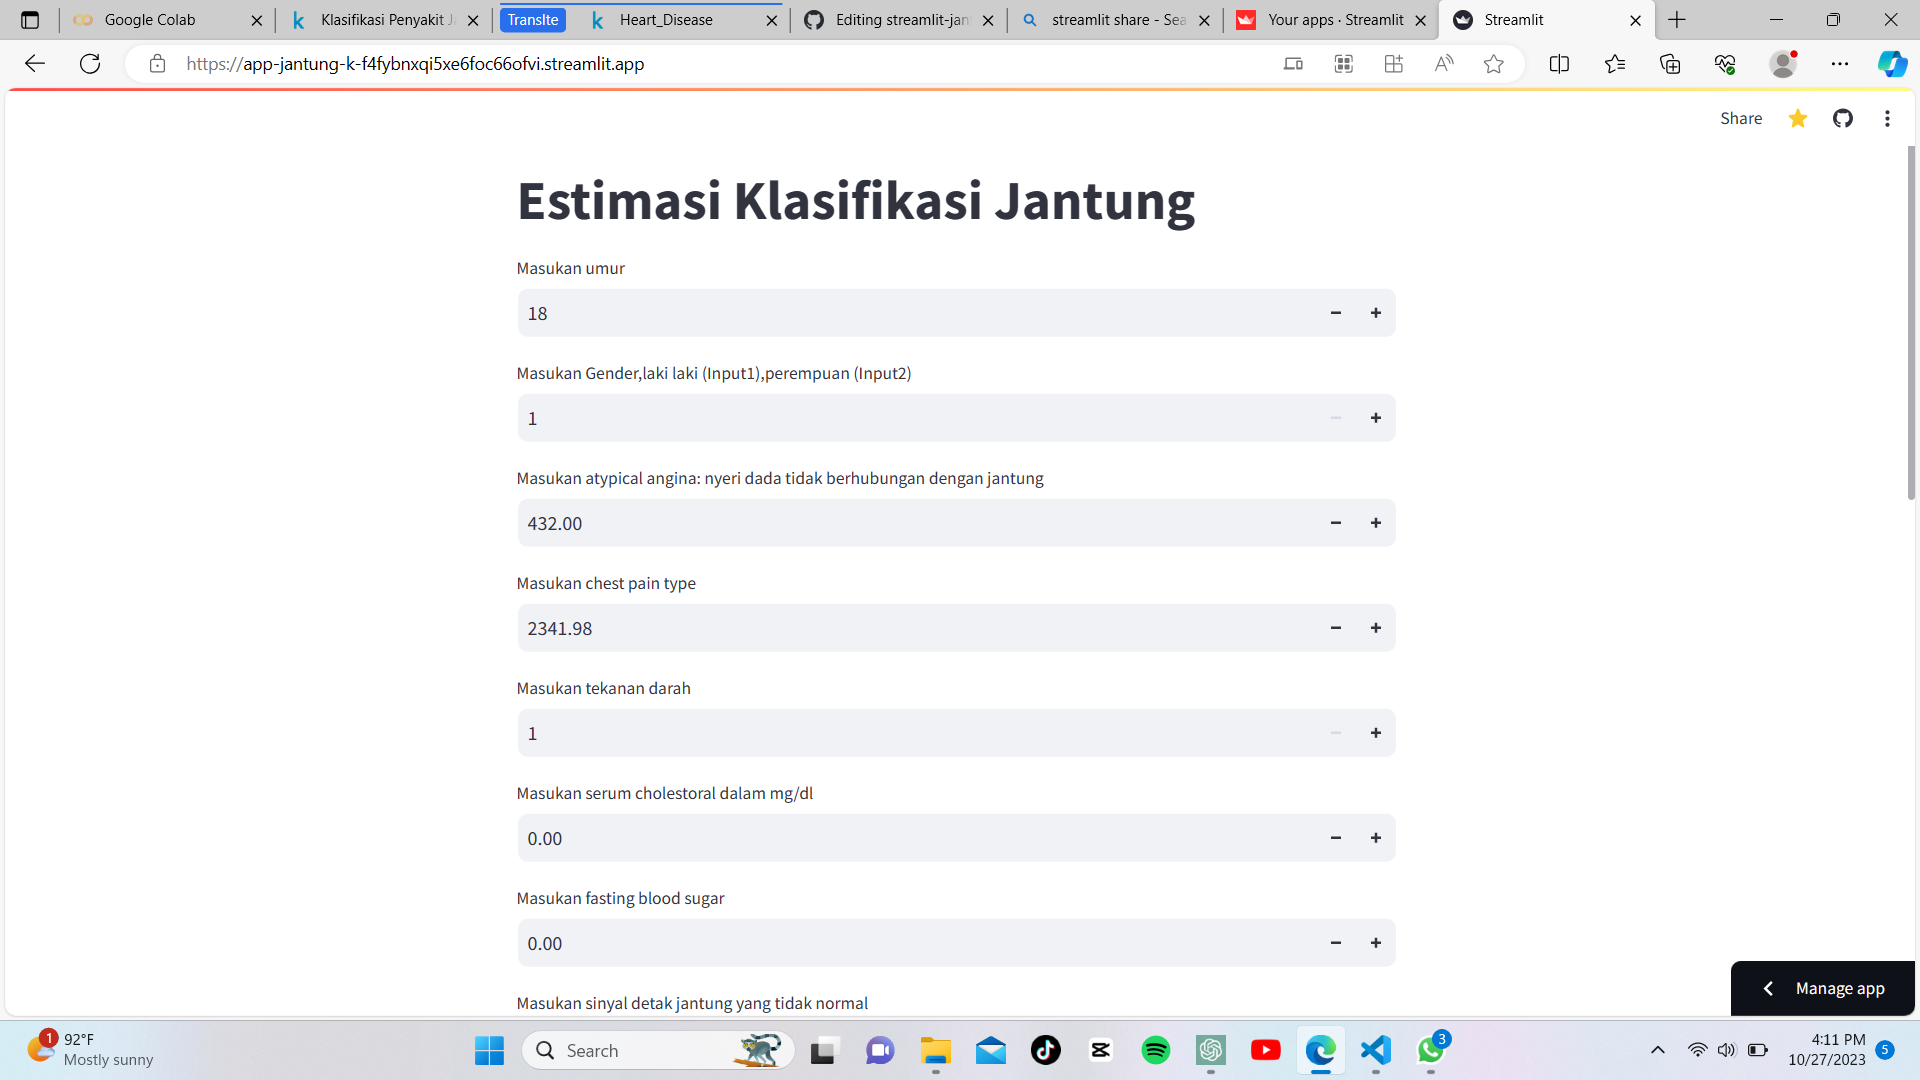 Google Colab
Klasifikasi Penyakit Ja
Translte
Heart_Disease
Editing streamlit-jan
streamlit share - Sea
Your apps · Streamlit
Streamlit
https://app-jantung-k-f4fybnxqi5xe6foc66ofvi.streamlit.app
Share
Estimasi Klasifikasi Jantung
Masukan umur
18
Masukan Gender,laki laki (Input1),perempuan (Input2)
1
Masukan atypical angina: nyeri dada tidak berhubungan dengan jantung
432.00
Masukan chest pain type
2341.98
Masukan tekanan darah
1
Masukan serum cholestoral dalam mg/dl
0.00
Masukan fasting blood sugar
0.00
Masukan sinyal detak jantung yang tidak normal
Manage app
1
92°F
Mostly sunny
Search
3
4:11 PM
10/27/2023
5